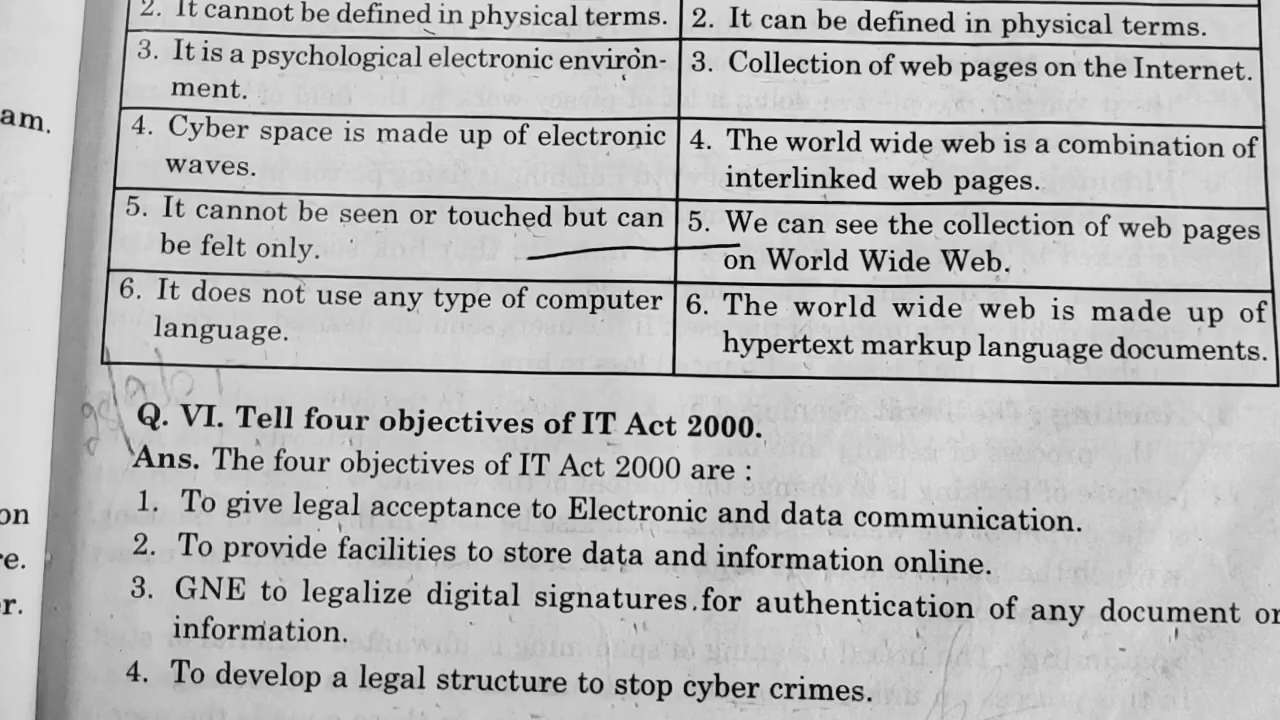 am.
on
re.
r.
2. It cannot be defined in physical terms.
2. It can be defined in physical terms.
3. It is a psychological electronic environ-
ment.
3. Collection of web pages on the Internet.
4. Cyber space is made up of electronic
waves.
4. The world wide web is a combination of
interlinked web pages.
5. It cannot be seen or touched but can
be felt only.
5. We can see the collection of web pages
on World Wide Web.
6. It does not use any type of computer
language.
6. The world wide web is made up of
hypertext markup language documents.
Q. VI. Tell four objectives of IT Act 2000.
Ans. The four objectives of IT Act 2000 are :
1. To give legal acceptance to Electronic and data communication.
2. To provide facilities to store data and information online.
3. GNE to legalize digital signatures for authentication of any document or
information.
4. To develop a legal structure to stop cyber crimes.